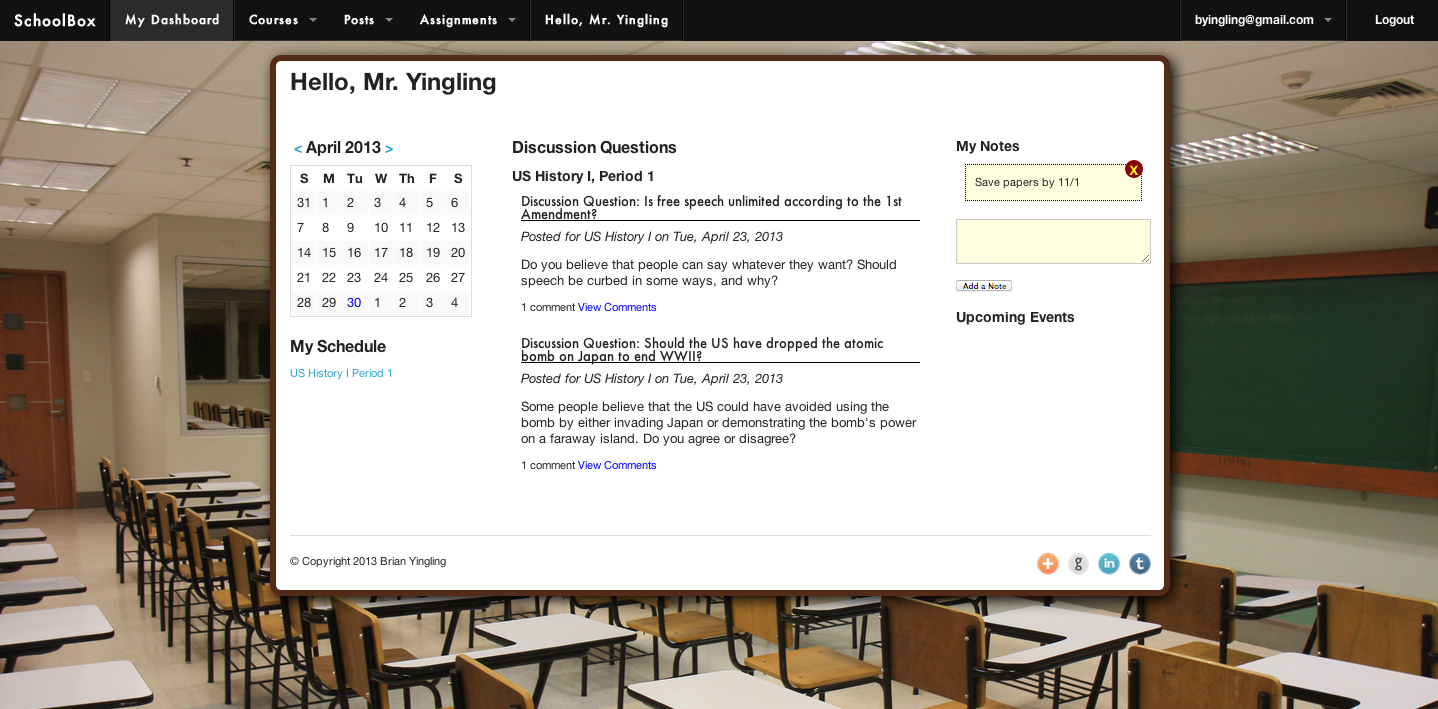 SchoolBox My Dashboard Courses Posts Assignments Hello, Mr. Yingling byingling@gmail.com Logout
Hello, Mr. Yingling
< April 2013 >
S M Tu W Th F S
31 1 2 3 4 5 6
7 8 9 10 11 12 13
14 15 16 17 18 19 20
21 22 23 24 25 26 27
28 29 30 1 2 3 4
My Schedule
US History I Period 1
Discussion Questions
US History I, Period 1
Discussion Question: Is free speech unlimited according to the 1st
Amendment?
Posted for US History I on Tue, April 23, 2013
Do you believe that people can say whatever they want? Should
speech be curbed in some ways, and why?
1 comment View Comments
Discussion Question: Should the US have dropped the atomic
bomb on Japan to end WWII?
Posted for US History I on Tue, April 23, 2013
Some people believe that the US could have avoided using the
bomb by either invading Japan or demonstrating the bomb's power
on a faraway island. Do you agree or disagree?
1 comment View Comments
My Notes
X
Save papers by 11/1
Add a Note
Upcoming Events
© Copyright 2013 Brian Yingling
+ g in t